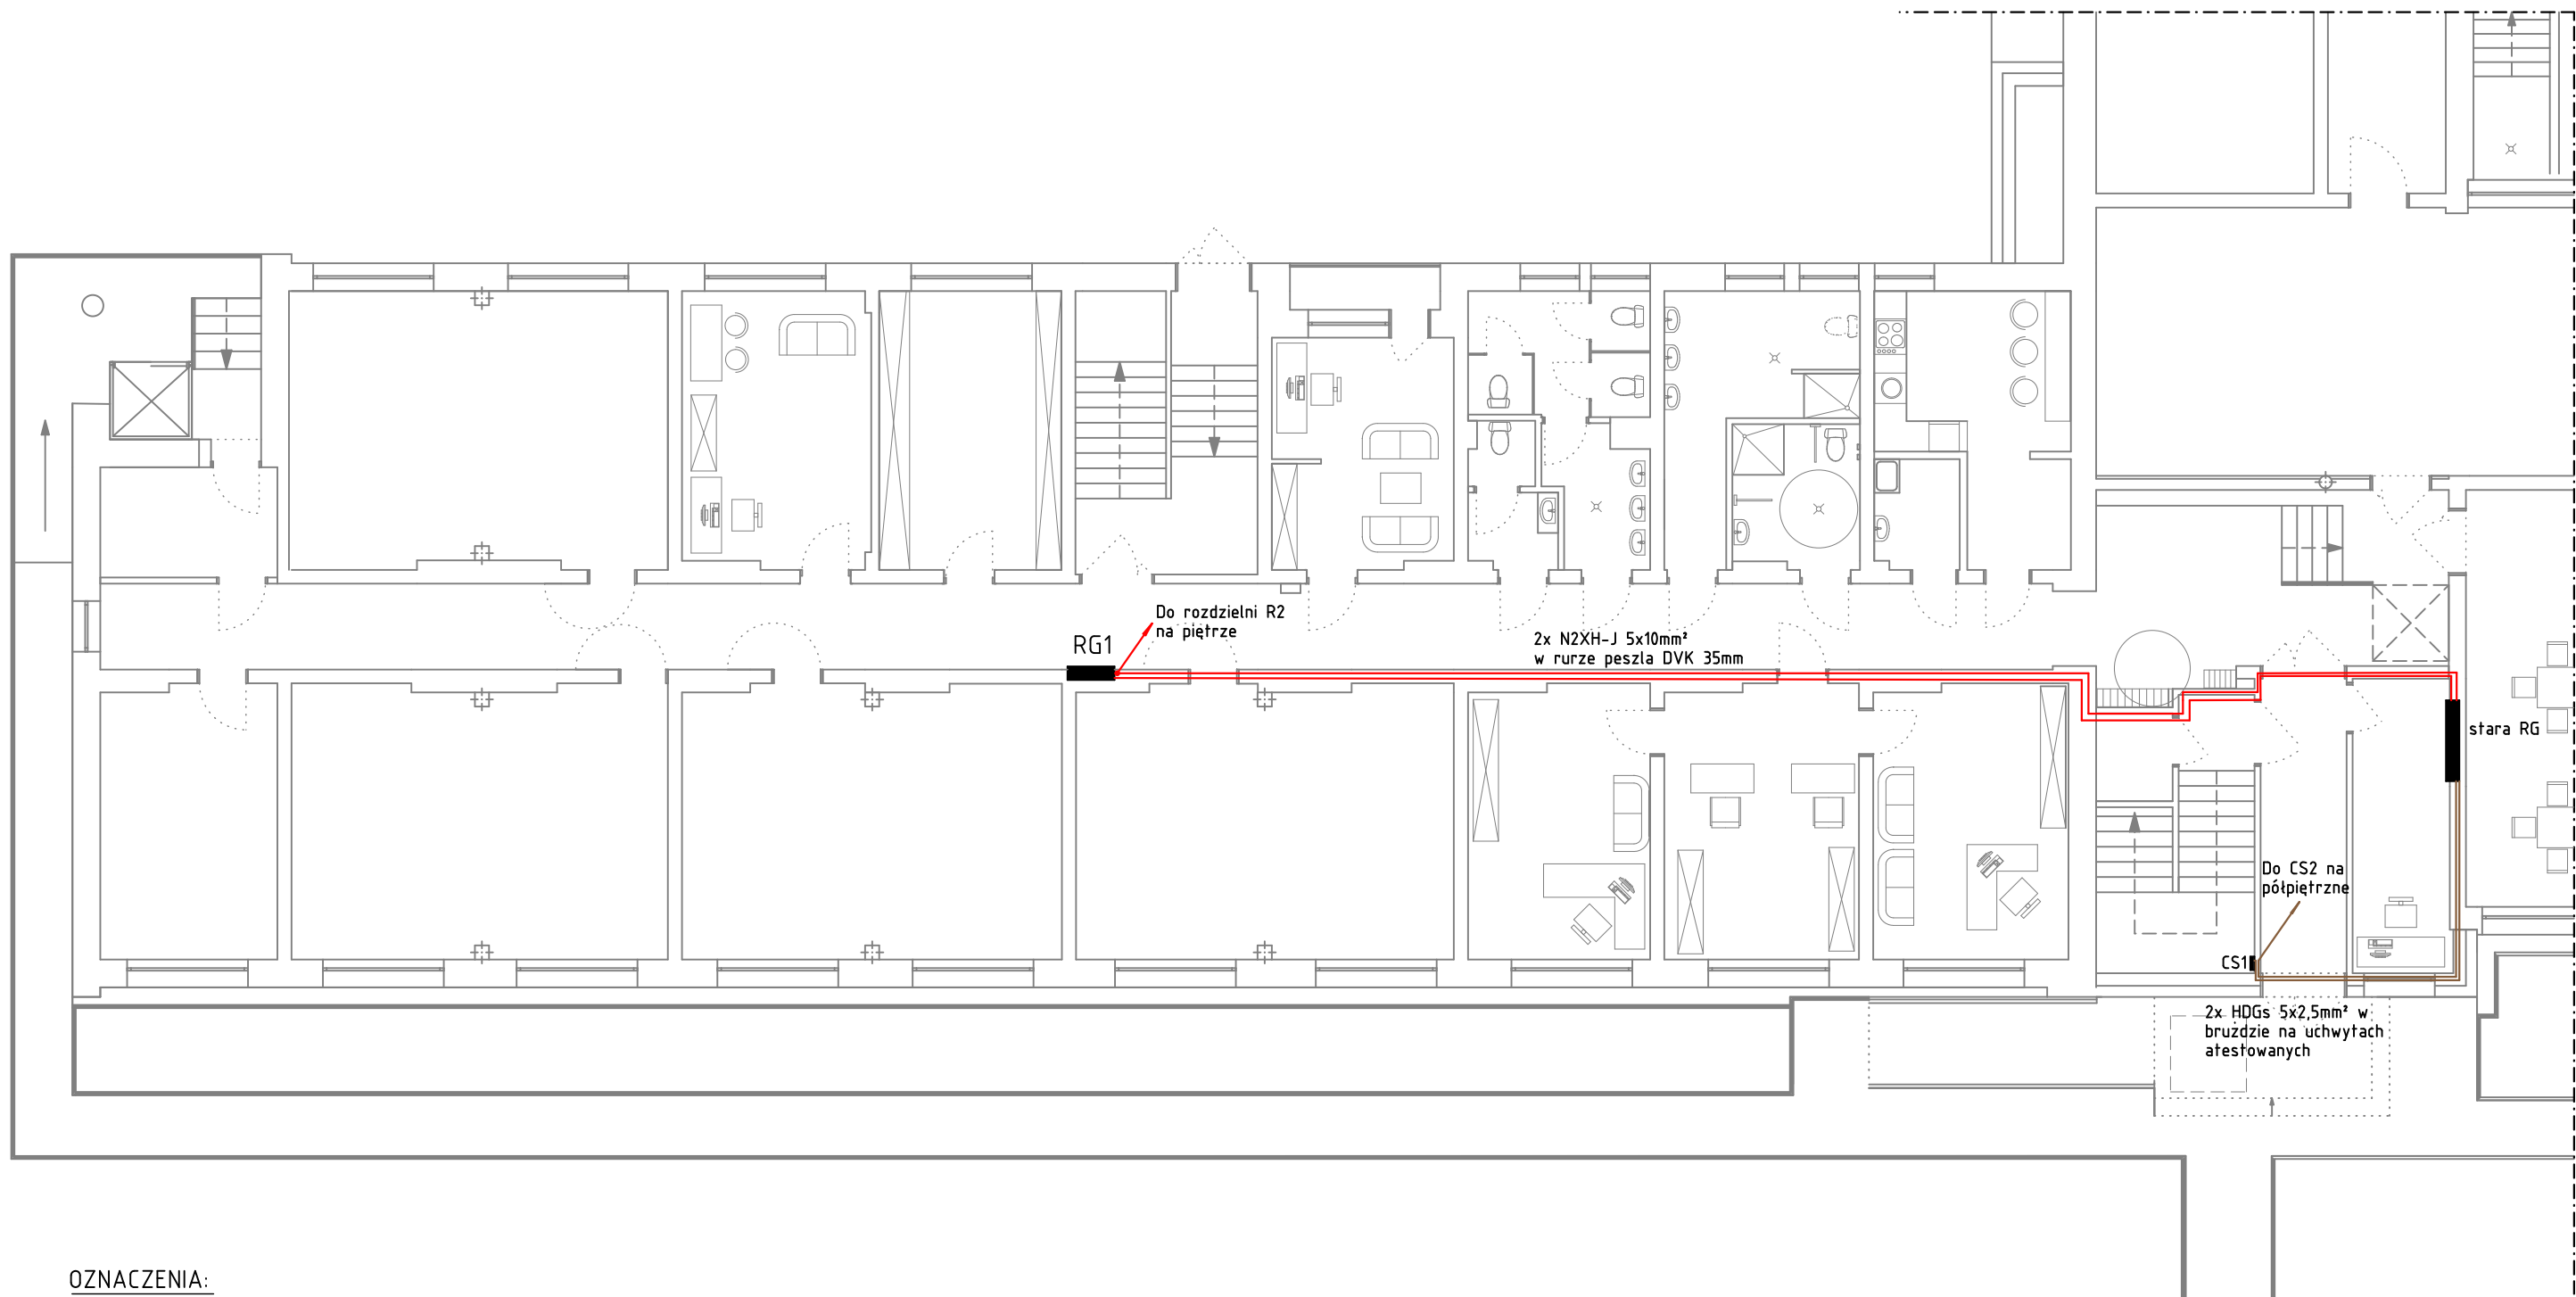 Do rozdzielni R2
na piętrze
RG1
2x N2XH-J 5x10mm²
w rurze peszla DVK 35mm
stara RG
Do CS2 na
półpiętrzne
CS1
2x HDGs 5x2,5mm² w
bruździe na uchwytach
atestowanych
OZNACZENIA: